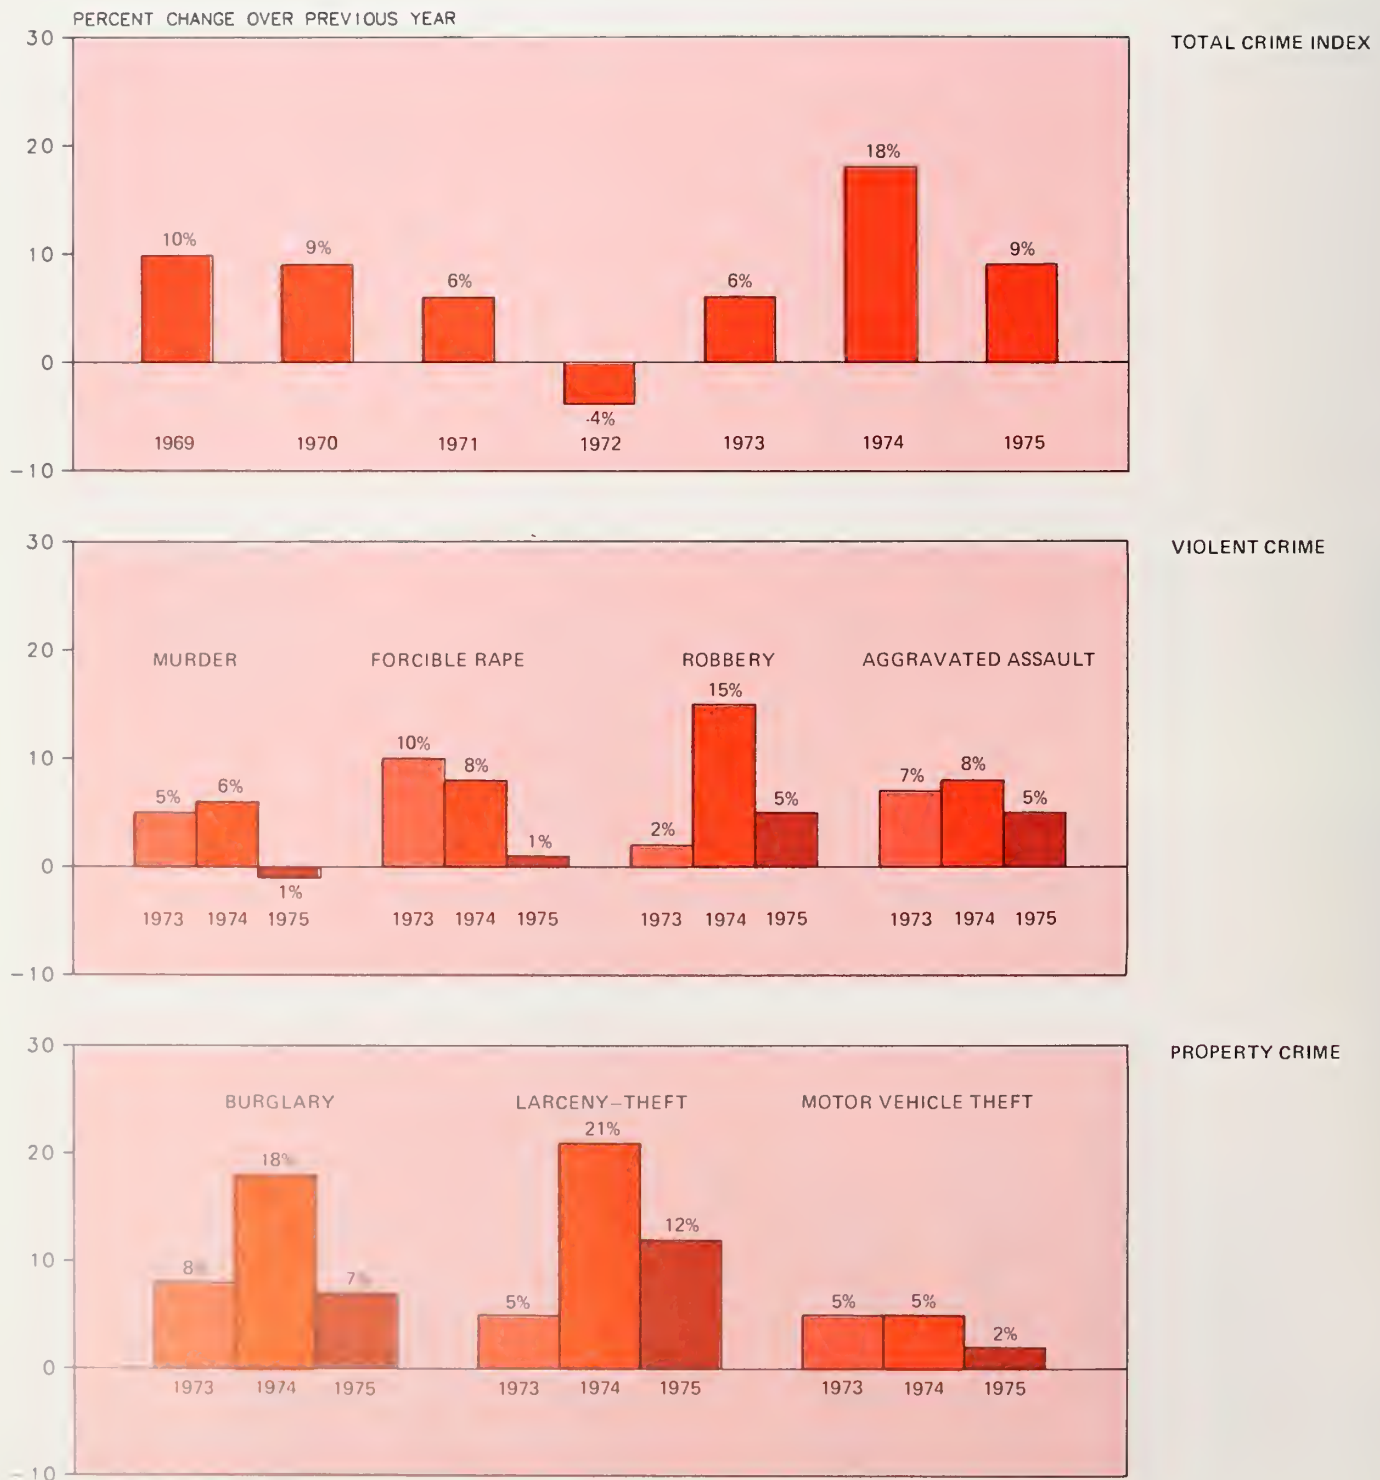 PERCENT CHANGE OVER PREVIOUS YEAR
TOTAL CRIME INDEX
30
20
10
0
-10
10%
9%
6%
-4%
6%
18%
9%
1969 1970 1971 1972 1973 1974 1975
VIOLENT CRIME
30
20
10
0
-10
MURDER FORCIBLE RAPE ROBBERY AGGRAVATED ASSAULT
5% 6% 1%
10% 8% 1%
2% 15% 5%
7% 8% 5%
1973 1974 1975 1973 1974 1975 1973 1974 1975 1973 1974 1975
PROPERTY CRIME
30
20
10
0
-10
BURGLARY LARCENY-THEFT MOTOR VEHICLE THEFT
8% 18% 7%
5% 21% 12%
5% 5% 2%
1973 1974 1975 1973 1974 1975 1973 1974 1975